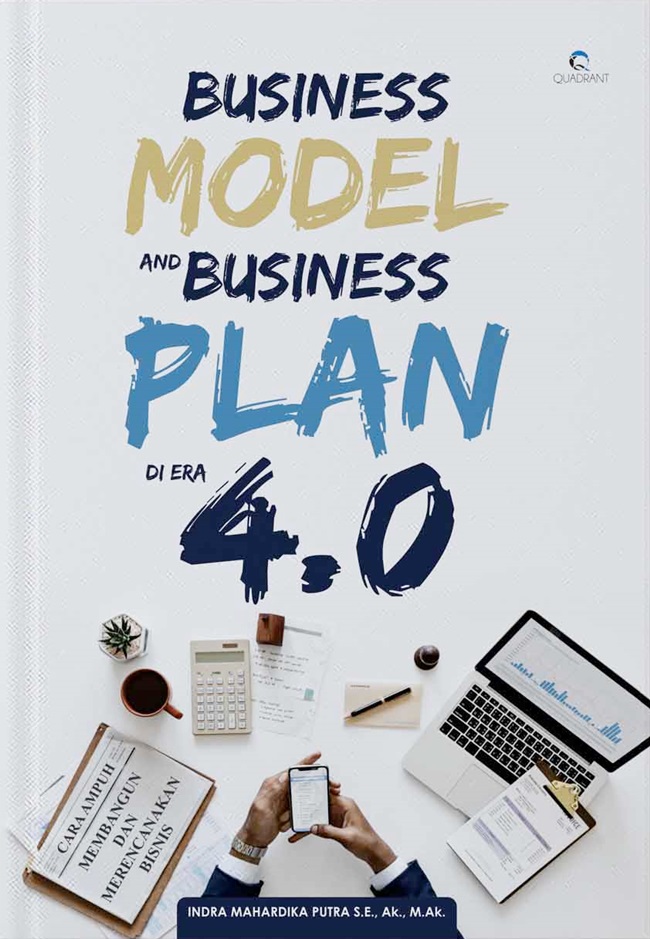 QUADRANT
BUSINESS
MODEL
AND BUSINESS
PLAN
DI ERA
4.0
CARA AMPUH
MEMBANGUN
DAN
MERENCANAKAN
BISNIS
INDRA MAHARDIKA PUTRA S.E., Ak., M.Ak.